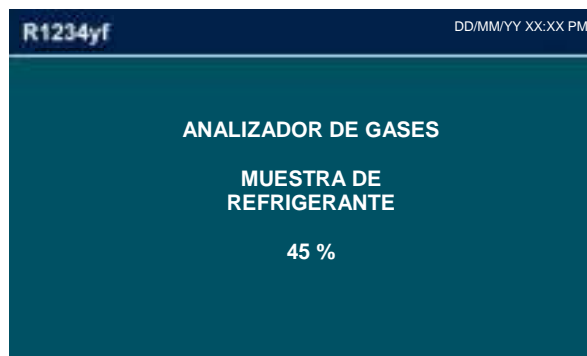 R1234yf
DD/MM/YY XX:XX PM
ANALIZADOR DE GASES
MUESTRA DE
REFRIGERANTE
45 %